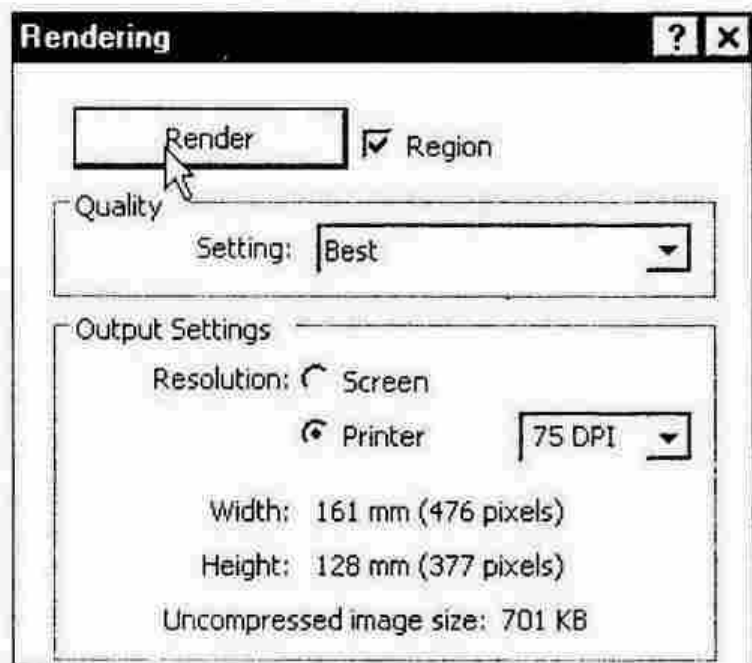 Rendering
Render Region
Quality
Setting: Best
Output Settings
Resolution: Screen
Printer 75 DPI
Width: 161 mm (476 pixels)
Height: 128 mm (377 pixels)
Uncompressed image size: 701 KB